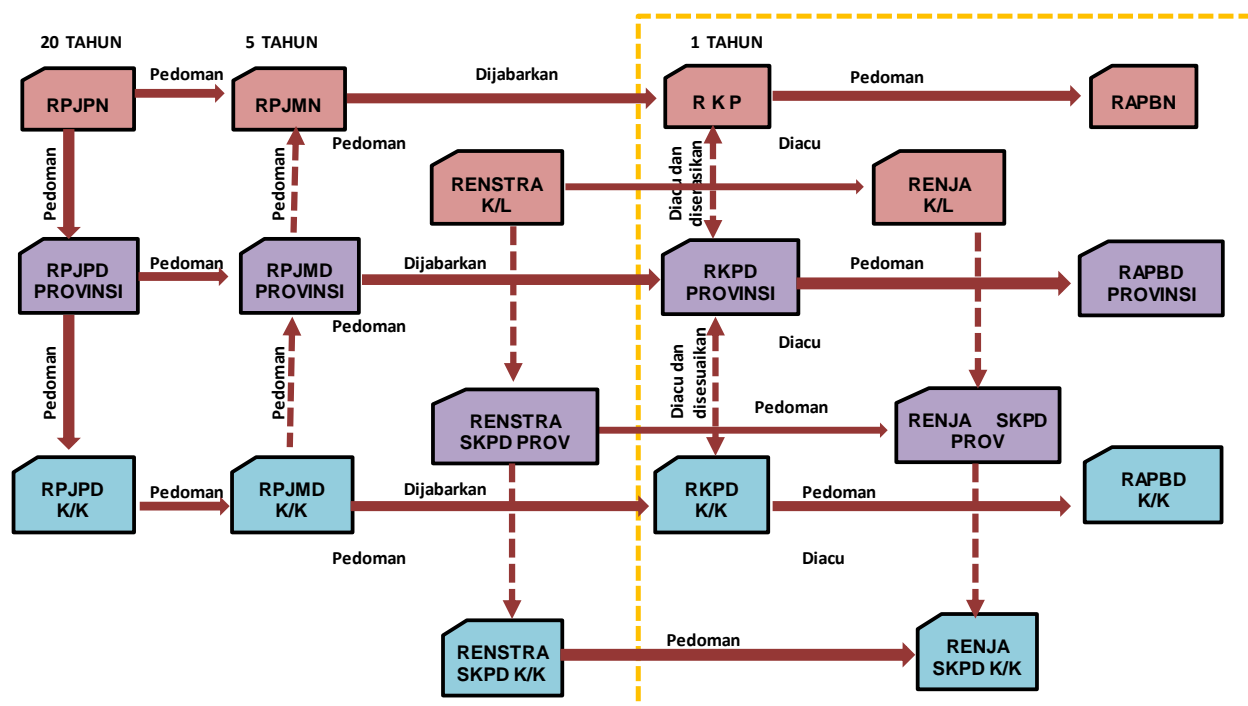 20 TAHUN
5 TAHUN
1 TAHUN
Pedoman
Dijabarkan
Pedoman
RPJPN
RPJMN
R K P
RAPBN
Pedoman
Pedoman
Pedoman
Diacu dan
diserasikan
Diacu
RENSTRA
K/L
RENJA
K/L
RPJPD
PROVINSI
Pedoman
RPJMD
PROVINSI
Dijabarkan
RKPD
PROVINSI
Pedoman
RAPBD
PROVINSI
Pedoman
Pedoman
Pedoman
Diacu dan
disesuaikan
Diacu
RENSTRA
SKPD PROV
Pedoman
RENJA SKPD
PROV
RPJPD
K/K
Pedoman
RPJMD
K/K
Dijabarkan
RKPD
K/K
Pedoman
RAPBD
K/K
Pedoman
Diacu
RENSTRA
SKPD K/K
Pedoman
RENJA
SKPD K/K